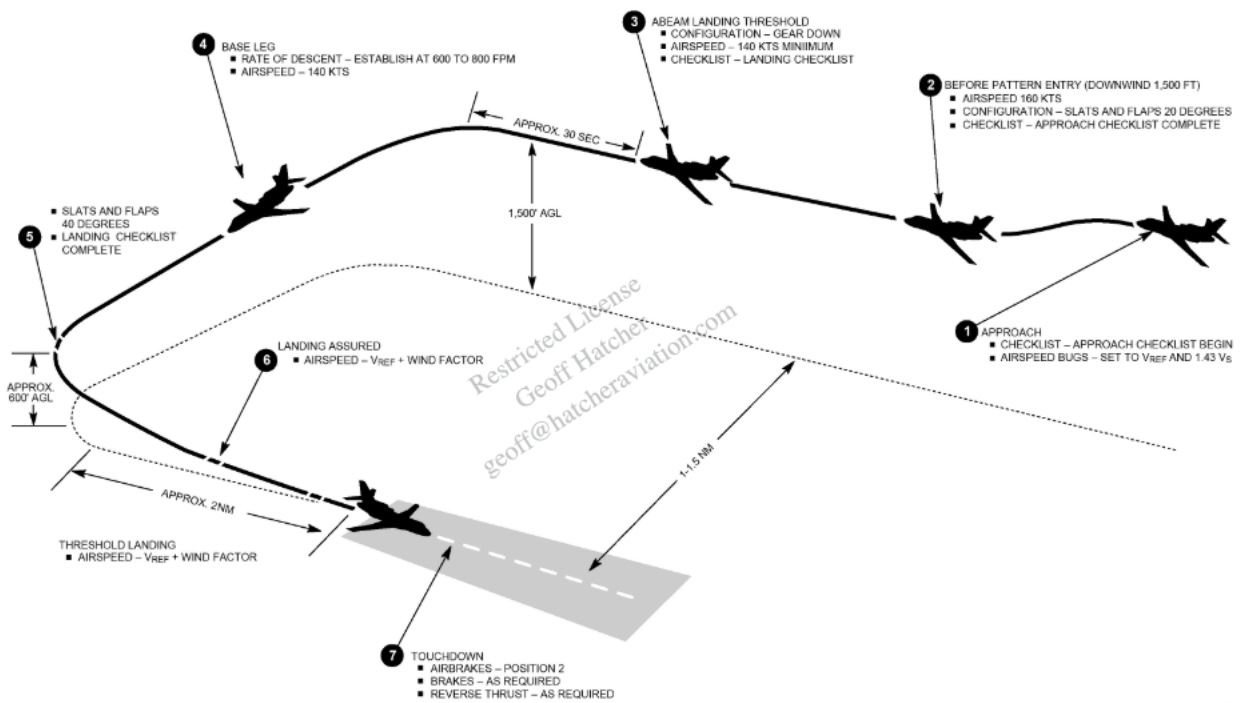 3 ABEAM LANDING THRESHOLD
■ CONFIGURATION – GEAR DOWN
■ AIRSPEED – 140 KTS MINIIMUM
■ CHECKLIST – LANDING CHECKLIST
4 BASE LEG
■ RATE OF DESCENT – ESTABLISH AT 600 TO 800 FPM
■ AIRSPEED – 140 KTS
2 BEFORE PATTERN ENTRY (DOWNWIND 1,500 FT)
■ AIRSPEED 160 KTS
■ CONFIGURATION – SLATS AND FLAPS 20 DEGREES
■ CHECKLIST – APPROACH CHECKLIST COMPLETE
APPROX. 30 SEC
1,500' AGL
5
■ SLATS AND FLAPS
40 DEGREES
■ LANDING CHECKLIST
COMPLETE
1 APPROACH
■ CHECKLIST – APPROACH CHECKLIST BEGIN
■ AIRSPEED BUGS – SET TO VREF AND 1.43 VS
6 LANDING ASSURED
■ AIRSPEED – VREF + WIND FACTOR
APPROX.
600' AGL
Restricted License
Geoff Hatcher
geoff@hatcheraviation.com
1-1.5 NM
APPROX. 2NM
THRESHOLD LANDING
■ AIRSPEED – VREF + WIND FACTOR
7 TOUCHDOWN
■ AIRBRAKES – POSITION 2
■ BRAKES – AS REQUIRED
■ REVERSE THRUST – AS REQUIRED